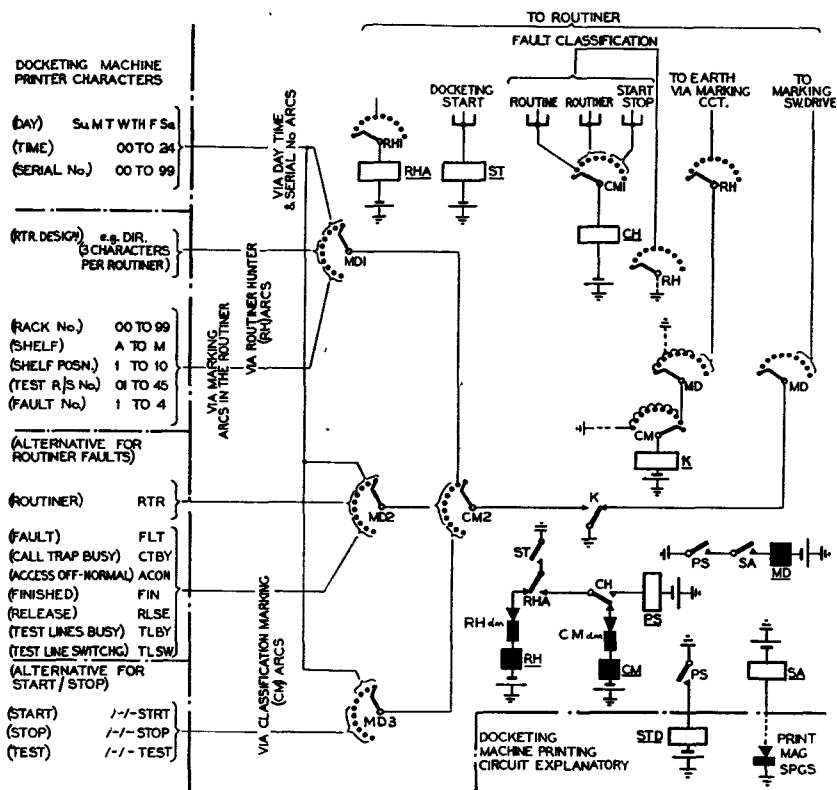 TO ROUTINER
FAULT CLASSIFICATION
DOCKETING MACHINE
PRINTER CHARACTERS
DOCKETING
START
ROUTINE
ROUTINER
START
STOP
TO EARTH
VIA MARKING
CCT.
TO
MARKING
SW.DRIVE
(DAY) Su M T W TH F Sa
(TIME) 00 TO 24
(SERIAL No.) 00 TO 99
VIA DAY TIME
& SERIAL No ARCS
RH1
RHA
ST
CM1
CH
RH
RH
(RTR. DESIGN) e.g. DIR.
(3 CHARACTERS
PER ROUTINER)
MD1
VIA MARKING
ARCS IN THE ROUTINER
VIA ROUTINER HUNTER
(RH) ARCS
(RACK No.) 00 TO 99
(SHELF) A TO M
(SHELF POSN.) 1 TO 10
(TEST R/S No.) 01 TO 45
(FAULT No.) 1 TO 4
MD
MD
CM
K
(ALTERNATIVE FOR
ROUTINER FAULTS)
(ROUTINER) RTR
MD2
CM2
K
(FAULT) FLT
(CALL TRAP BUSY) CTBY
(ACCESS OFF-NORMAL) ACON
(FINISHED) FIN
(RELEASE) RLSE
(TEST LINES BUSY) TLBY
(TEST LINE SWITCHG) TLSW
ST
RHA
CH
PS
PS
SA
MD
RH dm
CM dm
RH
CM
VIA CLASSIFICATION MARKING
(CM) ARCS
(ALTERNATIVE FOR
START/STOP)
(START) /-/-STRT
(STOP) /-/-STOP
(TEST) /-/-TEST
MD3
PS
SA
STD
PRINT
MAG
SPGS
DOCKETING
MACHINE PRINTING
CIRCUIT EXPLANATORY